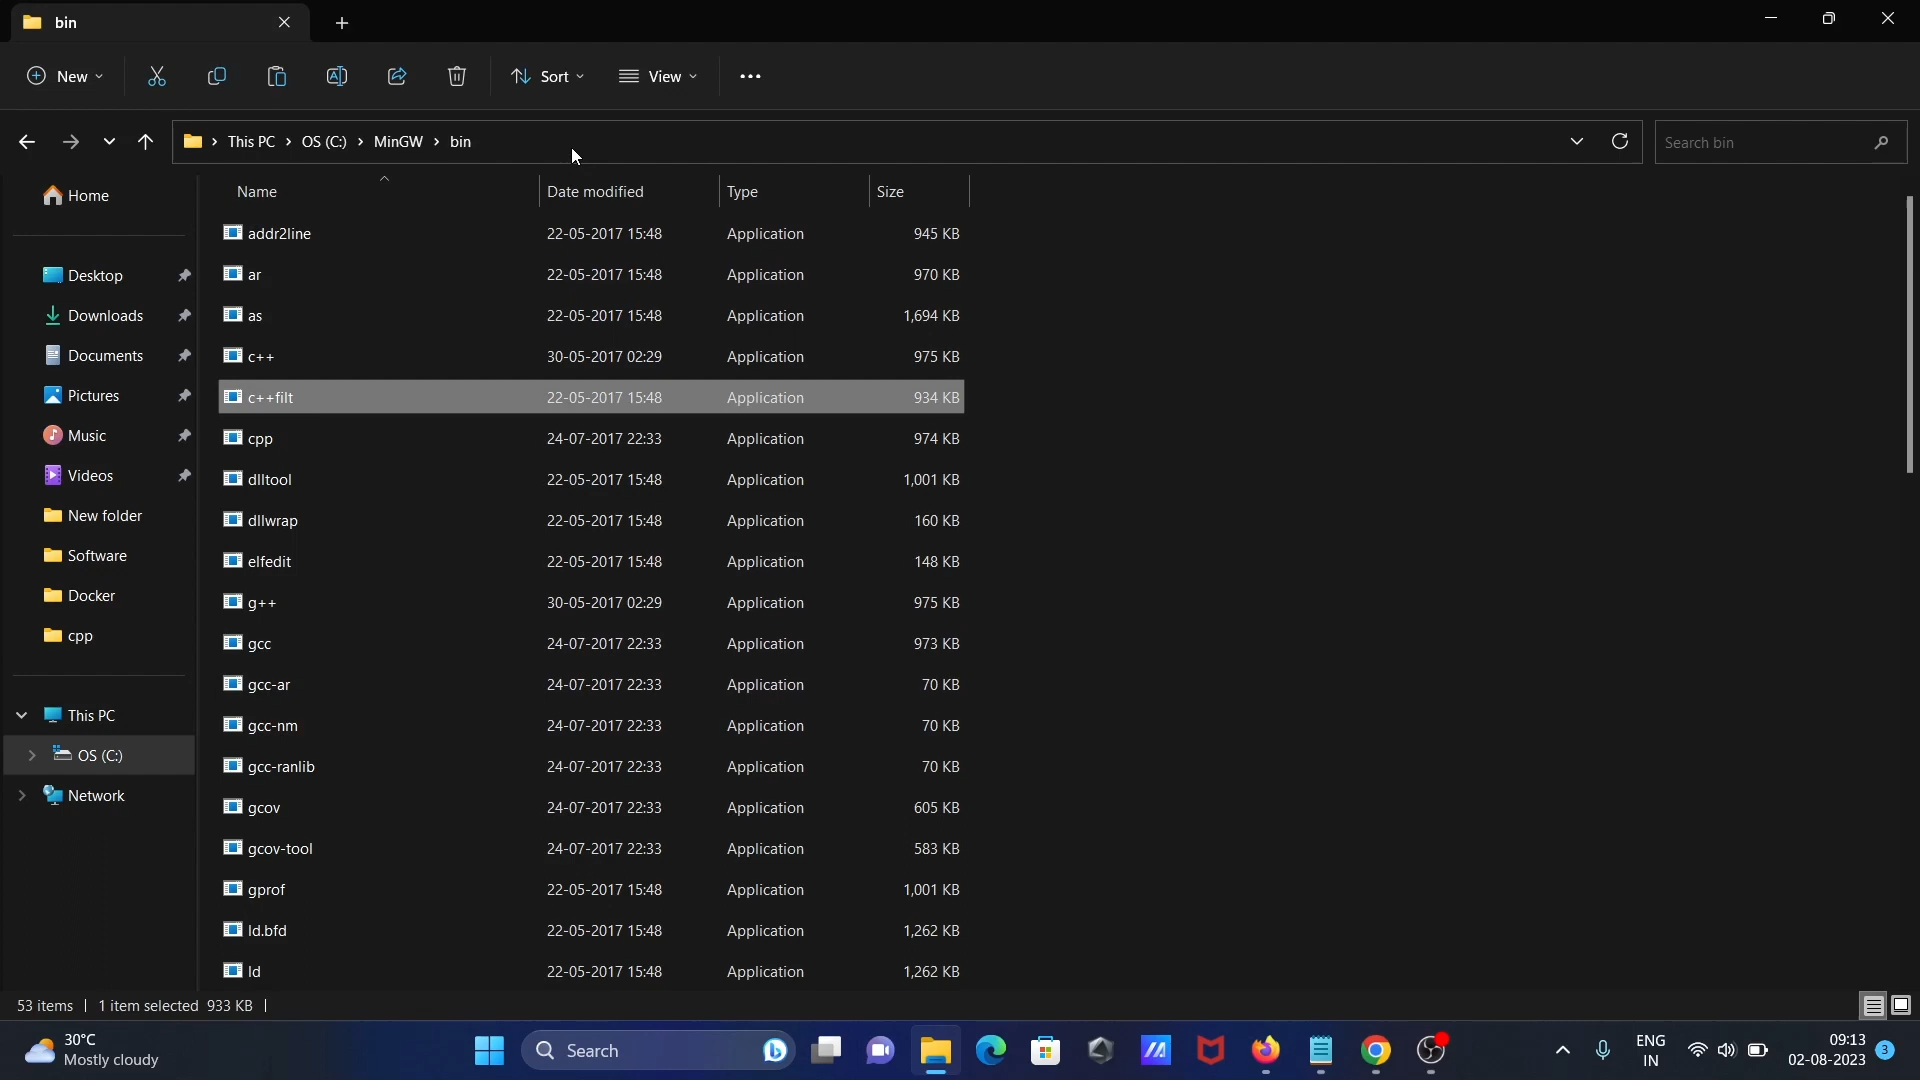 bin
New
Sort
View
This PC > OS (C:) > MinGW > bin
Search bin
Home
Desktop
Downloads
Documents
Pictures
Music
Videos
New folder
Software
Docker
cpp
This PC
OS (C:)
Network
Name Date modified Type Size
addr2line 22-05-2017 15:48 Application 945 KB
ar 22-05-2017 15:48 Application 970 KB
as 22-05-2017 15:48 Application 1,694 KB
c++ 30-05-2017 02:29 Application 975 KB
c++filt 22-05-2017 15:48 Application 934 KB
cpp 24-07-2017 22:33 Application 974 KB
dlltool 22-05-2017 15:48 Application 1,001 KB
dllwrap 22-05-2017 15:48 Application 160 KB
elfedit 22-05-2017 15:48 Application 148 KB
g++ 30-05-2017 02:29 Application 975 KB
gcc 24-07-2017 22:33 Application 973 KB
gcc-ar 24-07-2017 22:33 Application 70 KB
gcc-nm 24-07-2017 22:33 Application 70 KB
gcc-ranlib 24-07-2017 22:33 Application 70 KB
gcov 24-07-2017 22:33 Application 605 KB
gcov-tool 24-07-2017 22:33 Application 583 KB
gprof 22-05-2017 15:48 Application 1,001 KB
ld.bfd 22-05-2017 15:48 Application 1,262 KB
ld 22-05-2017 15:48 Application 1,262 KB
53 items 1 item selected 933 KB
30°C
Mostly cloudy
Search
ENG
IN
09:13
02-08-2023
3